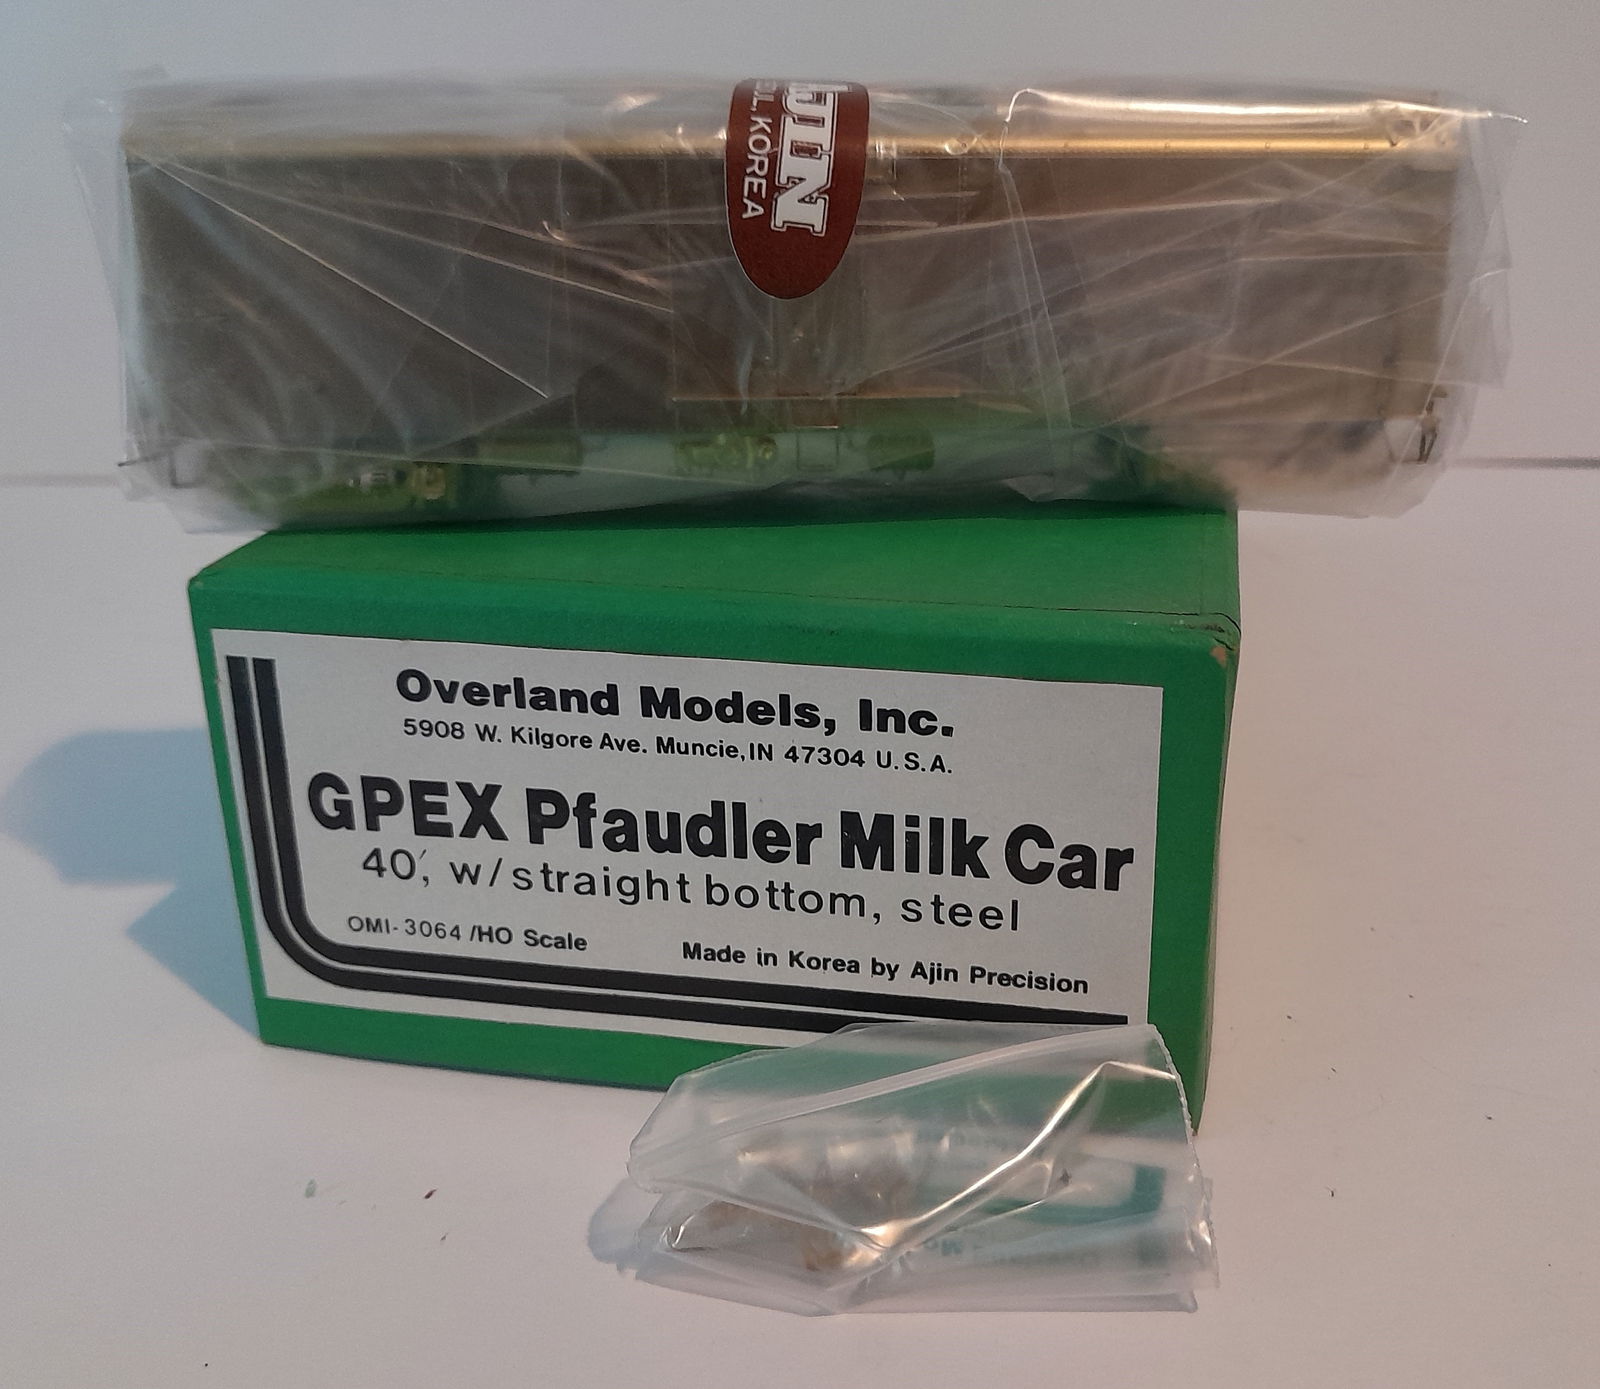 JIN
L, KOREA
Overland Models, Inc.
5908 W. Kilgore Ave. Muncie, IN 47304 U.S.A.
GPEX Pfaudler Milk Car
40', w/straight bottom, steel
OMI-3064 /HO Scale
Made in Korea by Ajin Precision